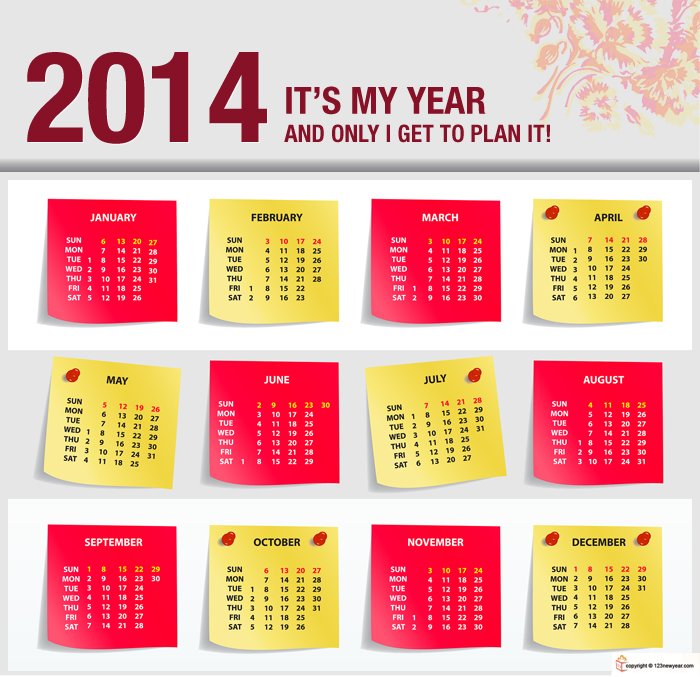 2014
IT'S MY YEAR
AND ONLY I GET TO PLAN IT!
JANUARY
SUN 6 13 20 27
MON 7 14 21 28
TUE 1 8 15 22 29
WED 2 9 16 23 30
THU 3 10 17 24 31
FRI 4 11 18 25
SAT 5 12 19 26
FEBRUARY
SUN 3 10 17 24
MON 4 11 18 25
TUE 5 12 19 26
WED 6 13 20 27
THU 7 14 21 28
FRI 1 8 15 22
SAT 2 9 16 23
MARCH
SUN 3 10 17 24
MON 4 11 18 25
TUE 5 12 19 26
WED 6 13 20 27
THU 7 14 21 28
FRI 1 8 15 22 29
SAT 2 9 16 23 30
APRIL
SUN 7 14 21 28
MON 1 8 15 22 29
TUE 2 9 16 23 30
WED 3 10 17 24
THU 4 11 18 25
FRI 5 12 19 26
SAT 6 13 20 27
MAY
SUN 5 12 19 26
MON 6 13 20 27
TUE 7 14 21 28
WED 1 8 15 22 29
THU 2 9 16 23 30
FRI 3 10 17 24 31
SAT 4 11 18 25
JUNE
SUN 2 9 16 23 30
MON 3 10 17 24
TUE 4 11 18 25
WED 5 12 19 26
THU 6 13 20 27
FRI 7 14 21 28
SAT 1 8 15 22 29
JULY
SUN 7 14 21 28
MON 1 8 15 22 29
TUE 2 9 16 23 30
WED 3 10 17 24 31
THU 4 11 18 25
FRI 5 12 19 26
SAT 6 13 20 27
AUGUST
SUN 4 11 18 25
MON 5 12 19 26
TUE 6 13 20 27
WED 7 14 21 28
THU 1 8 15 22 29
FRI 2 9 16 23 30
SAT 3 10 17 24 31
SEPTEMBER
SUN 1 8 15 22 29
MON 2 9 16 23 30
TUE 3 10 17 24
WED 4 11 18 25
THU 5 12 19 26
FRI 6 13 20 27
SAT 7 14 21 28
OCTOBER
SUN 6 13 20 27
MON 7 14 21 28
TUE 1 8 15 22 29
WED 2 9 16 23 30
THU 3 10 17 24 31
FRI 4 11 18 25
SAT 5 12 19 26
NOVEMBER
SUN 3 10 17 24
MON 4 11 18 25
TUE 5 12 19 26
WED 6 13 20 27
THU 7 14 21 28
FRI 1 8 15 22 29
SAT 2 9 16 23 30
DECEMBER
SUN 1 8 15 22 29
MON 2 9 16 23 30
TUE 3 10 17 24 31
WED 4 11 18 25
THU 5 12 19 26
FRI 6 13 20 27
SAT 7 14 21 28
copyright © 123newyear.com